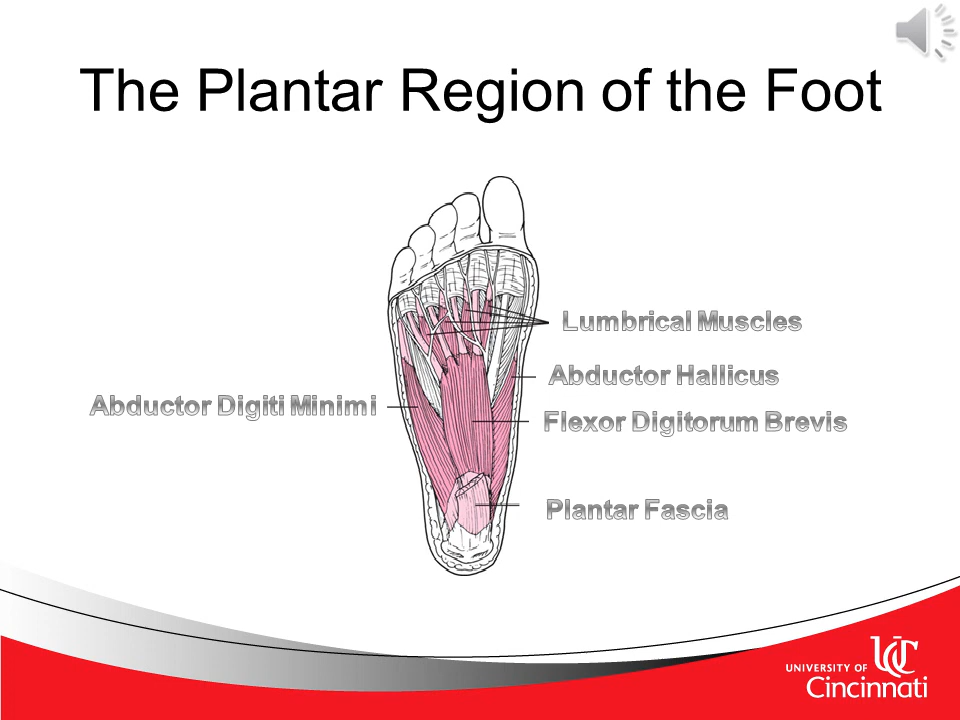 The Plantar Region of the Foot
Lumbrical Muscles
Abductor Hallicus
Abductor Digiti Minimi
Flexor Digitorum Brevis
Plantar Fascia
UC
UNIVERSITY OF
Cincinnati